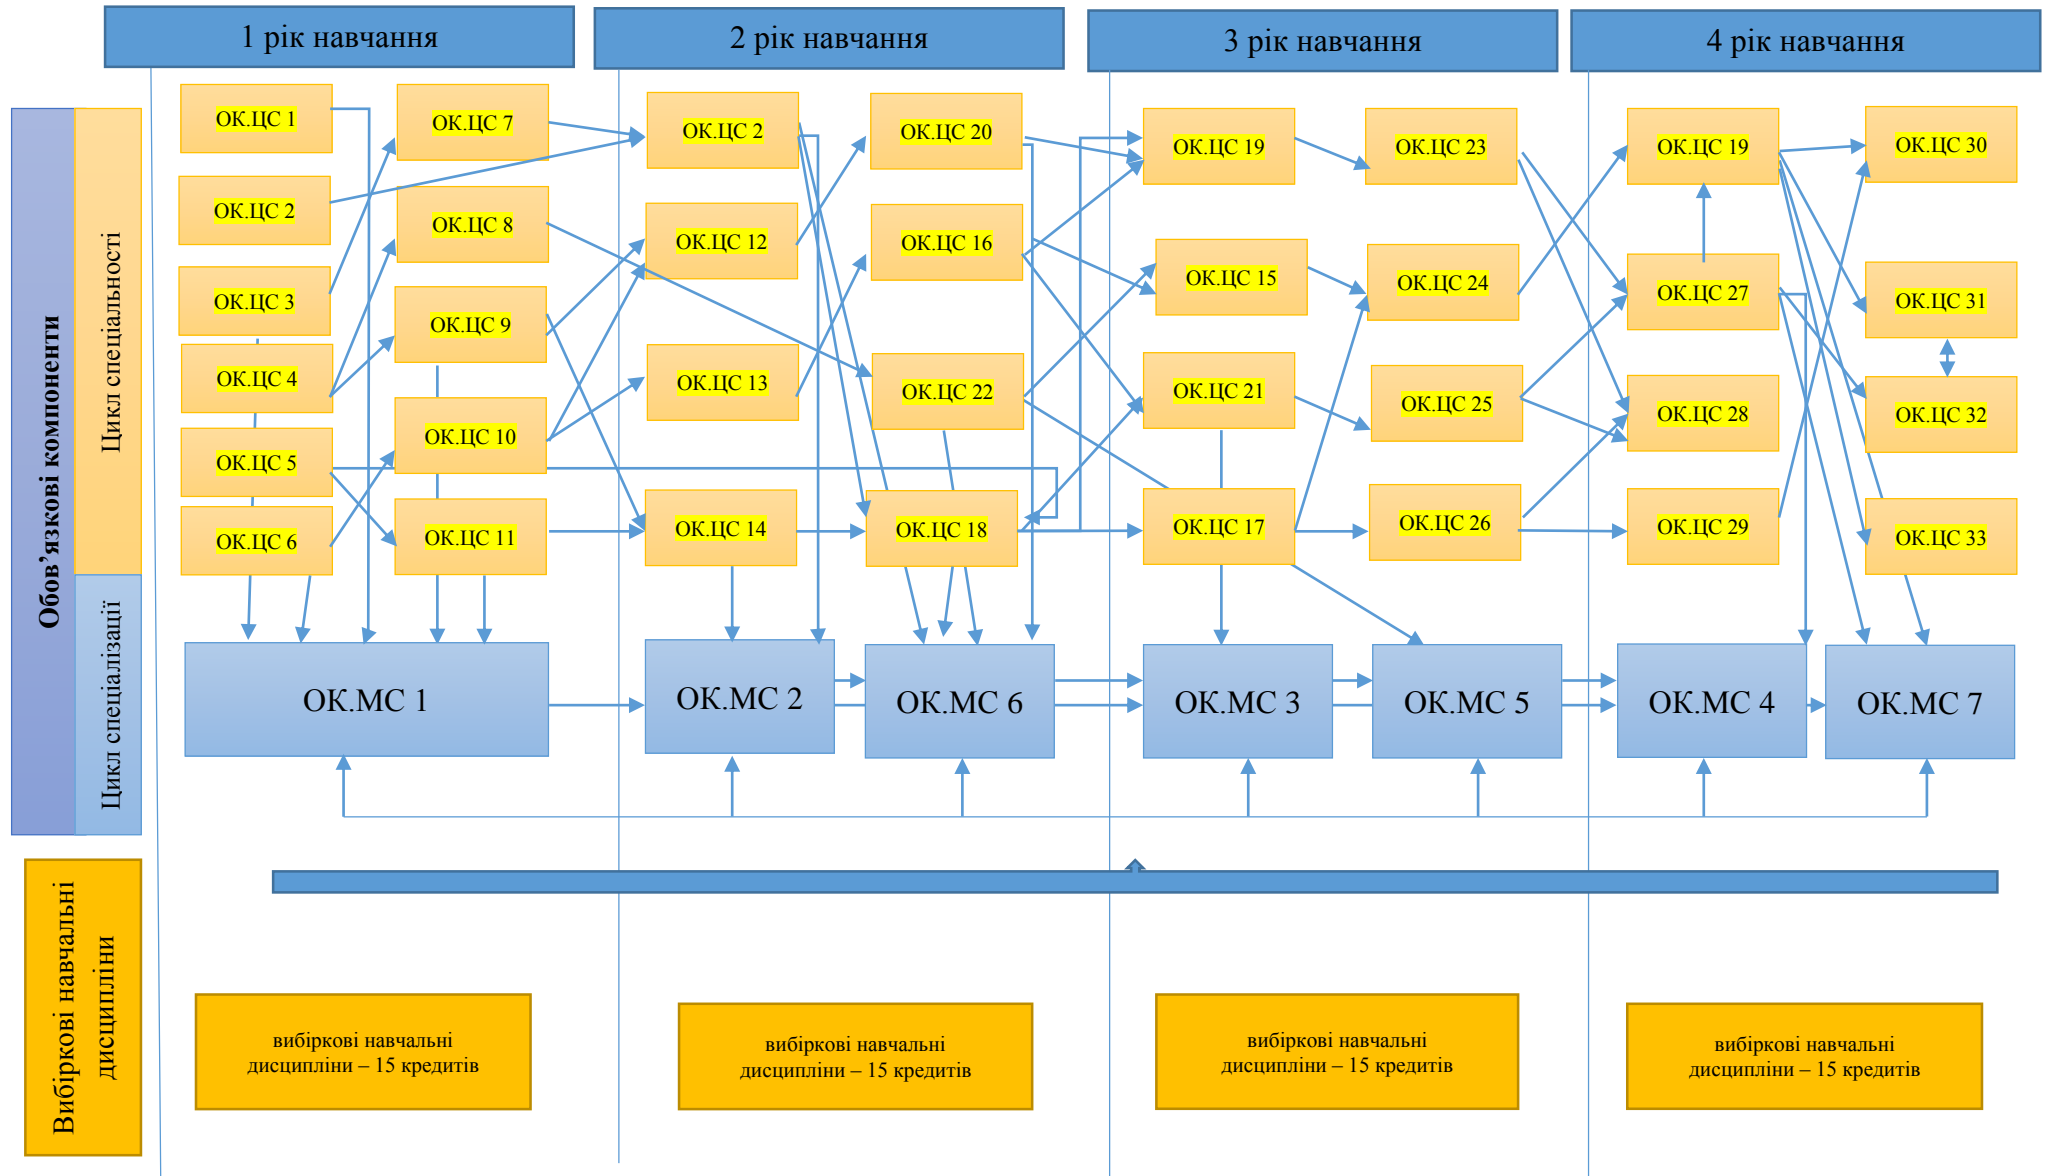 1 рік навчання
2 рік навчання
3 рік навчання
4 рік навчання
Обов’язкові компоненти
Цикл спеціальності
Цикл спеціалізації
ОК.ЦС 1
ОК.ЦС 2
ОК.ЦС 3
ОК.ЦС 4
ОК.ЦС 5
ОК.ЦС 6
ОК.ЦС 7
ОК.ЦС 8
ОК.ЦС 9
ОК.ЦС 10
ОК.ЦС 11
ОК.ЦС 2
ОК.ЦС 12
ОК.ЦС 13
ОК.ЦС 14
ОК.ЦС 20
ОК.ЦС 16
ОК.ЦС 22
ОК.ЦС 18
ОК.ЦС 19
ОК.ЦС 15
ОК.ЦС 21
ОК.ЦС 17
ОК.ЦС 23
ОК.ЦС 24
ОК.ЦС 25
ОК.ЦС 26
ОК.ЦС 19
ОК.ЦС 27
ОК.ЦС 28
ОК.ЦС 29
ОК.ЦС 30
ОК.ЦС 31
ОК.ЦС 32
ОК.ЦС 33
ОК.МС 1
ОК.МС 2
ОК.МС 6
ОК.МС 3
ОК.МС 5
ОК.МС 4
ОК.МС 7
Вибіркові навчальні
дисципліни
вибіркові навчальні
дисципліни – 15 кредитів
вибіркові навчальні
дисципліни – 15 кредитів
вибіркові навчальні
дисципліни – 15 кредитів
вибіркові навчальні
дисципліни – 15 кредитів